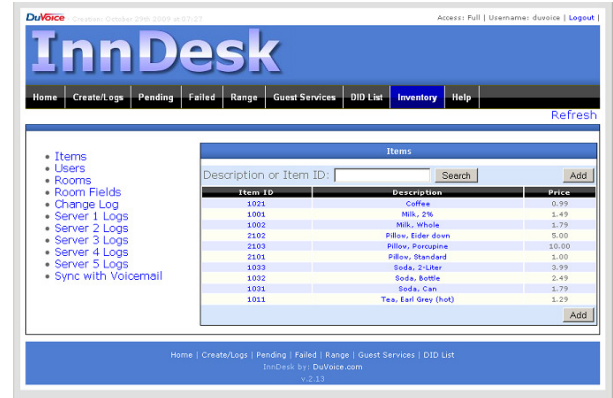 DuVoice Creation: October 29th 2009 at 07:27 Access: Full | Username: duvoice | Logout |
InnDesk
Home Create/Logs Pending Failed Range Guest Services DID List Inventory Help
Refresh
Items
Users
Rooms
Room Fields
Change Log
Server 1 Logs
Server 2 Logs
Server 3 Logs
Server 4 Logs
Server 5 Logs
Sync with Voicemail
Items
Description or Item ID: Search Add
Item ID Description Price
1021 Coffee 0.99
1001 Milk, 2% 1.49
1002 Milk, Whole 1.79
2102 Pillow, Eider down 5.00
2103 Pillow, Porcupine 10.00
2101 Pillow, Standard 1.00
1033 Soda, 2-Liter 3.99
1032 Soda, Bottle 2.49
1031 Soda, Can 1.79
1011 Tea, Earl Grey (hot) 1.29
Add
Home | Create/Logs | Pending | Failed | Range | Guest Services | DID List
InnDesk by: DuVoice.com
v.2.13